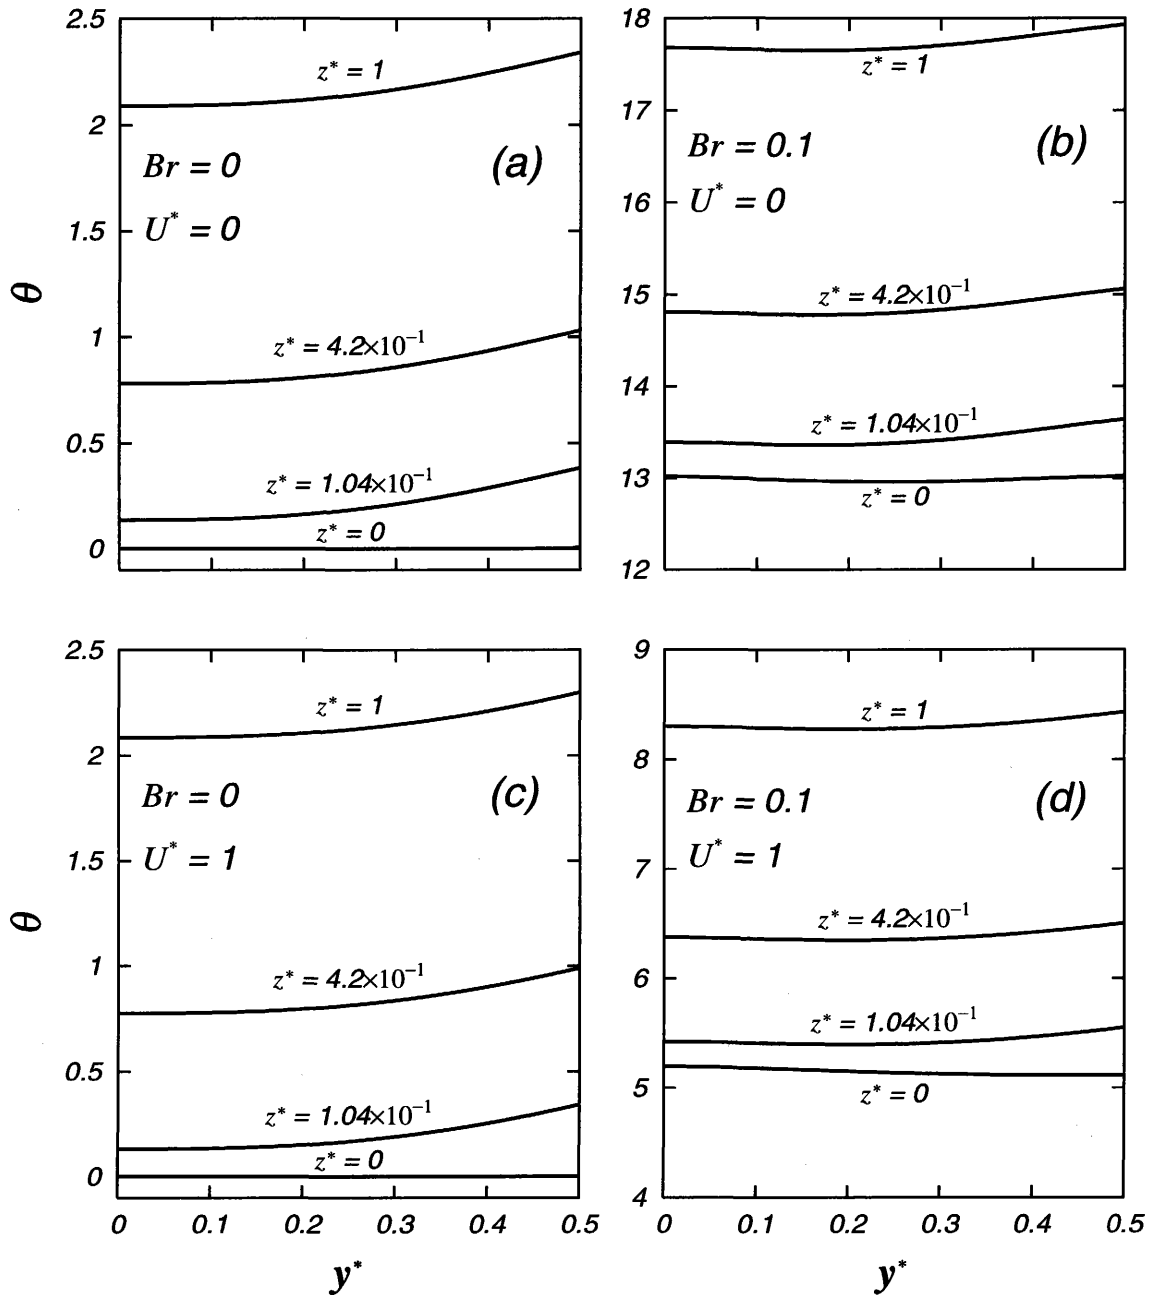 2.5
2
1.5
1
0.5
0
θ
z* = 1
Br = 0
(a)
U* = 0
z* = 4.2×10⁻¹
z* = 1.04×10⁻¹
z* = 0
18
17
16
15
14
13
12
z* = 1
Br = 0.1
(b)
U* = 0
z* = 4.2×10⁻¹
z* = 1.04×10⁻¹
z* = 0
2.5
2
1.5
1
0.5
0
θ
z* = 1
Br = 0
(c)
U* = 1
z* = 4.2×10⁻¹
z* = 1.04×10⁻¹
z* = 0
0 0.1 0.2 0.3 0.4 0.5
y*
9
8
7
6
5
4
z* = 1
Br = 0.1
(d)
U* = 1
z* = 4.2×10⁻¹
z* = 1.04×10⁻¹
z* = 0
0 0.1 0.2 0.3 0.4 0.5
y*